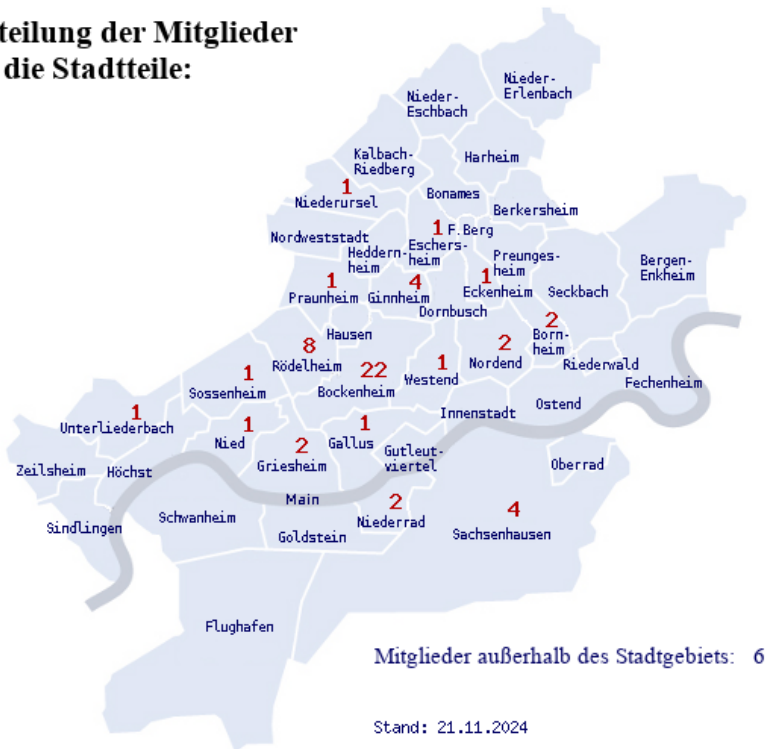 teilung der Mitglieder
die Stadtteile:
Nieder-
Erlenbach
Nieder-
Eschbach
Kalbach-
Riedberg
Harheim
1
Niederursel
Bonames
Berkersheim
Nordweststadt
1 F.Berg
Eschers-
heim
Heddern-
heim
Preunges-
heim
Bergen-
Enkheim
1
Praunheim
4
Ginnheim
1
Eckenheim
Seckbach
Dornbusch
2
Born-
heim
Hausen
8
Rödelheim
2
Nordend
Riederwald
1
Sossenheim
22
Bockenheim
1
Westend
Fechenheim
1
Unterliederbach
Innenstadt
Ostend
1
Nied
1
Gallus
2
Griesheim
Gutleut-
viertel
Oberrad
Zeilsheim
Höchst
Main
2
Niederrad
4
Sachsenhausen
Sindlingen
Schwanheim
Goldstein
Flughafen
Mitglieder außerhalb des Stadtgebiets: 6
Stand: 21.11.2024